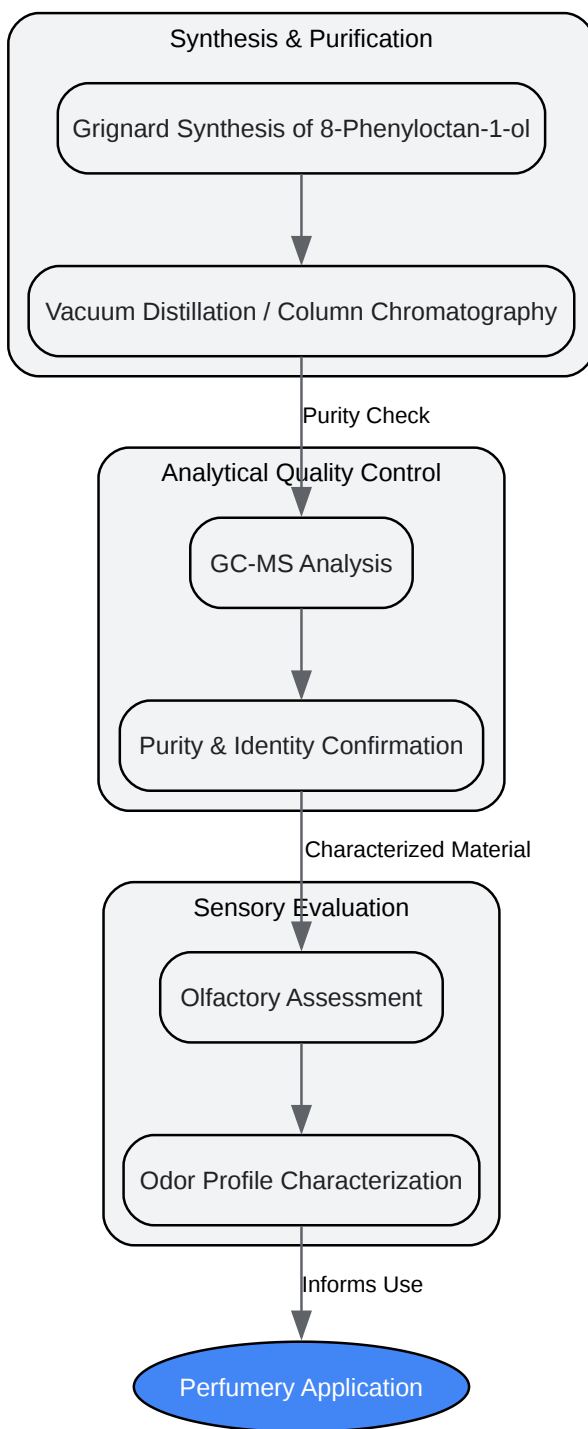 Synthesis & Purification
Grignard Synthesis of 8-Phenyloctan-1-ol
Vacuum Distillation / Column Chromatography
Purity Check
Analytical Quality Control
GC-MS Analysis
Purity & Identity Confirmation
Characterized Material
Sensory Evaluation
Olfactory Assessment
Odor Profile Characterization
Informs Use
Perfumery Application